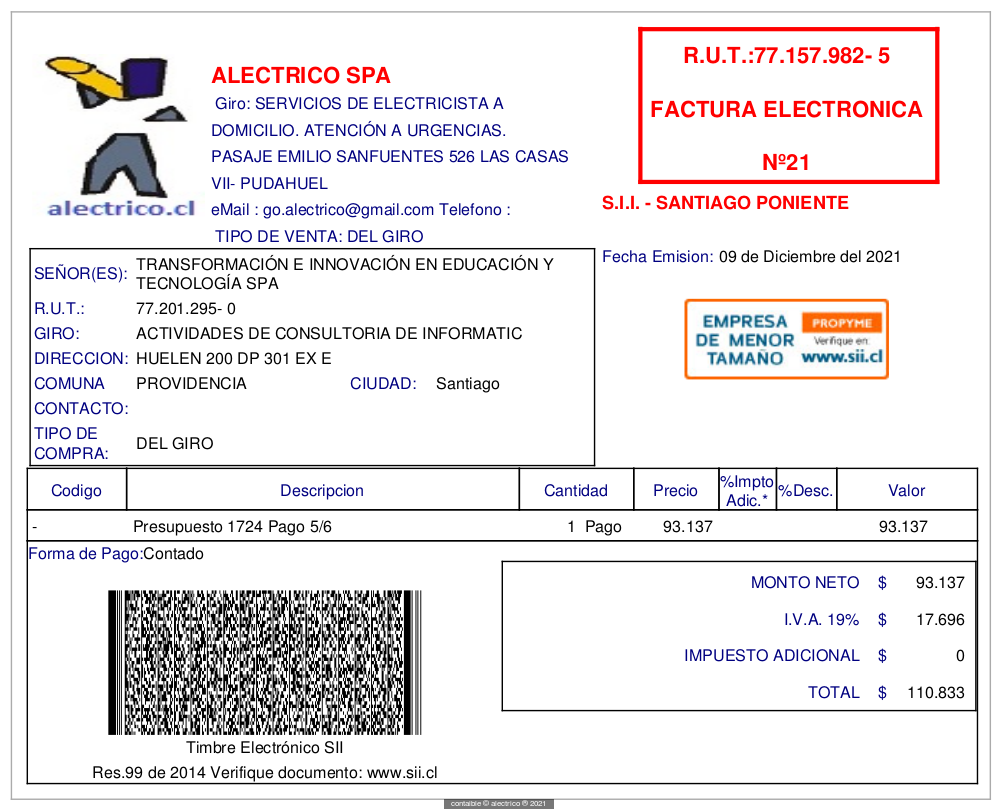 alectrico.cl
ALECTRICO SPA
Giro: SERVICIOS DE ELECTRICISTA A
DOMICILIO. ATENCIÓN A URGENCIAS.
PASAJE EMILIO SANFUENTES 526 LAS CASAS
VII- PUDAHUEL
eMail : go.alectrico@gmail.com Telefono :
TIPO DE VENTA: DEL GIRO
R.U.T.:77.157.982- 5
FACTURA ELECTRONICA
Nº21
S.I.I. - SANTIAGO PONIENTE
Fecha Emision: 09 de Diciembre del 2021
EMPRESA
DE MENOR
TAMAÑO
PROPYME
Verifique en:
www.sii.cl
SEÑOR(ES): TRANSFORMACIÓN E INNOVACIÓN EN EDUCACIÓN Y
TECNOLOGÍA SPA
R.U.T.: 77.201.295- 0
GIRO: ACTIVIDADES DE CONSULTORIA DE INFORMATIC
DIRECCION: HUELEN 200 DP 301 EX E
COMUNA PROVIDENCIA CIUDAD: Santiago
CONTACTO:
TIPO DE
COMPRA: DEL GIRO
Codigo Descripcion Cantidad Precio %Impto
Adic.* %Desc. Valor
- Presupuesto 1724 Pago 5/6 1 Pago 93.137 93.137
Forma de Pago:Contado
MONTO NETO $ 93.137
I.V.A. 19% $ 17.696
IMPUESTO ADICIONAL $ 0
TOTAL $ 110.833
Timbre Electrónico SII
Res.99 de 2014 Verifique documento: www.sii.cl
contaible © alectrico ® 2021